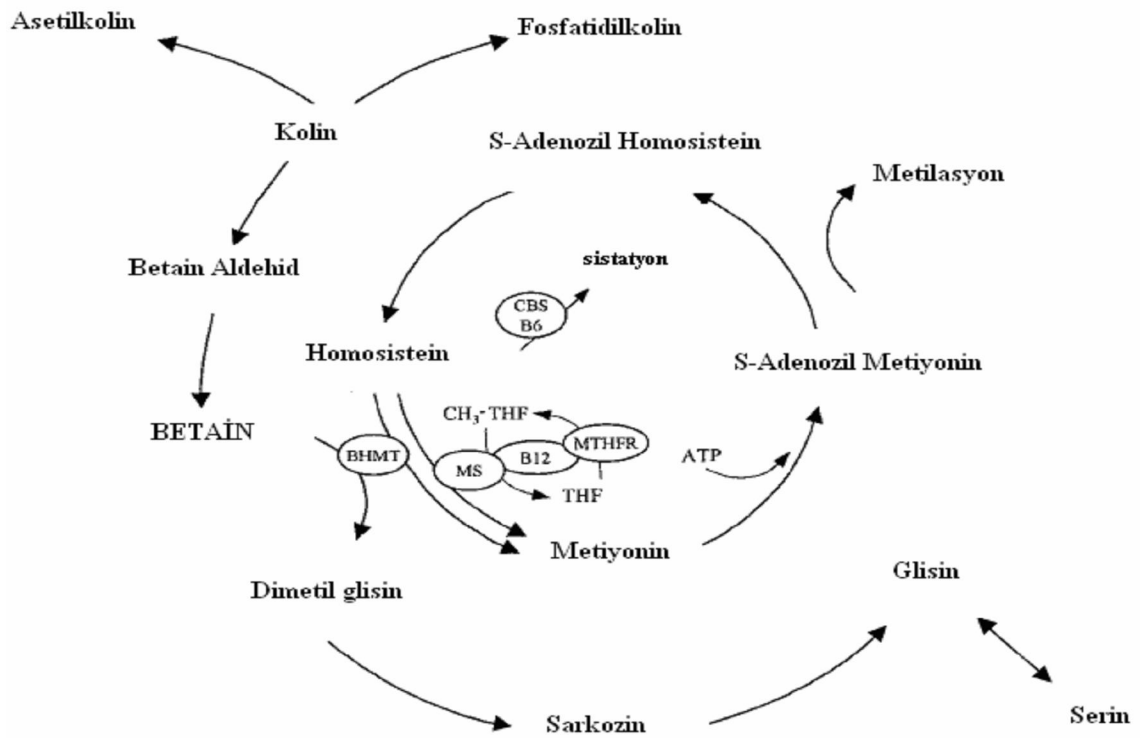 Asetilkolin
Fosfatidilkolin
Kolin
S-Adenozil Homosistein
Metilasyon
Betain Aldehid
sistatyon
CBS
B6
Homosistein
S-Adenozil Metiyonin
CH₃-THF
BETAİN
BHMT
MS
B12
MTHFR
ATP
THF
Metiyonin
Glisin
Dimetil glisin
Sarkozin
Serin